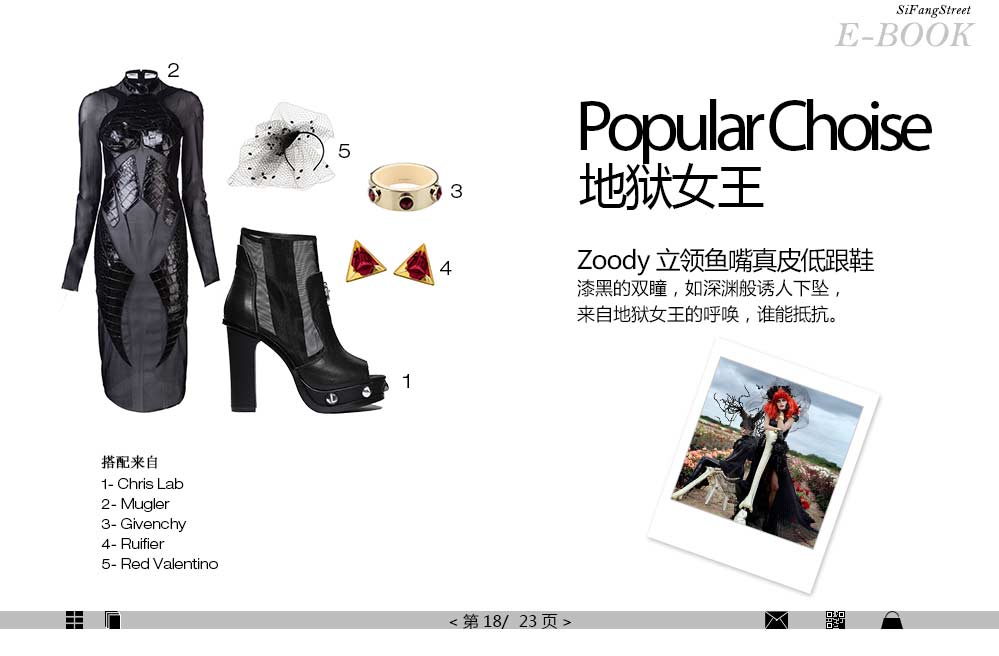 SiFangStreet
E-BOOK
2
5
3
4
1
Popular Choise
地狱女王
Zoody 立领鱼嘴真皮低跟鞋
漆黑的双瞳，如深渊般诱人下坠，
来自地狱女王的呼唤，谁能抵抗。
搭配来自
1- Chris Lab
2- Mugler
3- Givenchy
4- Ruifier
5- Red Valentino
< 第 18/ 23 页 >